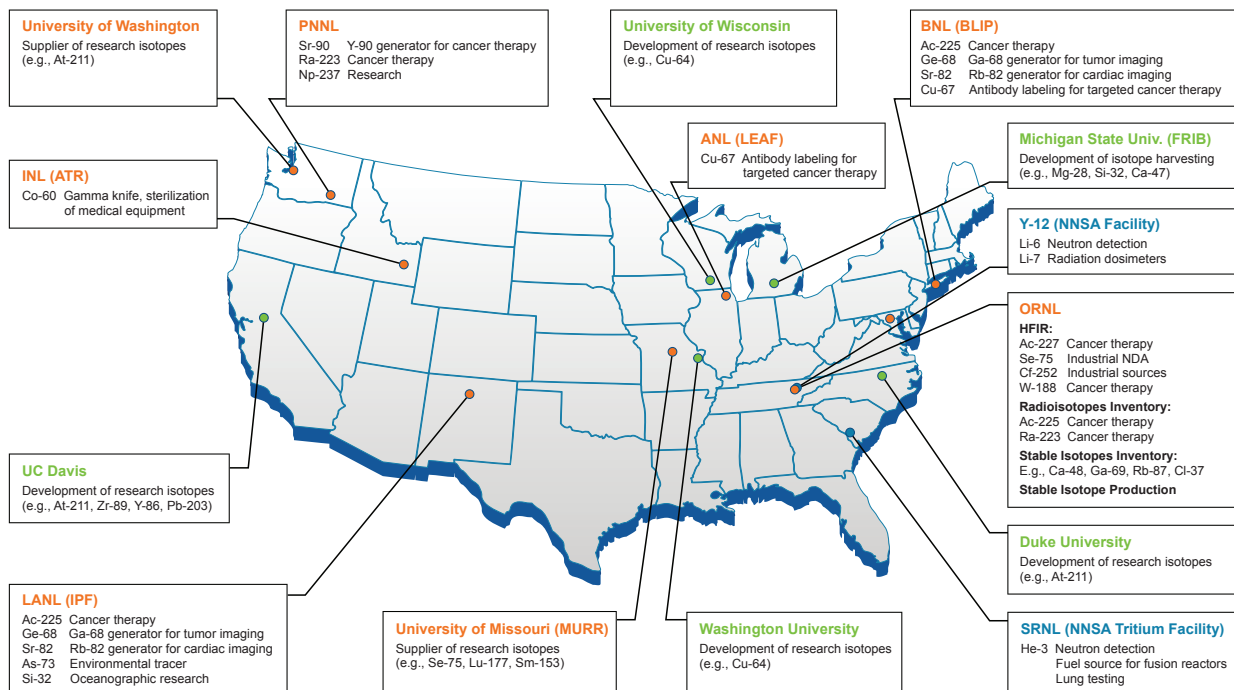 University of Washington
Supplier of research isotopes
(e.g., At-211)
PNNL
Sr-90 Y-90 generator for cancer therapy
Ra-223 Cancer therapy
Np-237 Research
University of Wisconsin
Development of research isotopes
(e.g., Cu-64)
BNL (BLIP)
Ac-225 Cancer therapy
Ge-68 Ga-68 generator for tumor imaging
Sr-82 Rb-82 generator for cardiac imaging
Cu-67 Antibody labeling for targeted cancer therapy
INL (ATR)
Co-60 Gamma knife, sterilization
of medical equipment
ANL (LEAF)
Cu-67 Antibody labeling for
targeted cancer therapy
Michigan State Univ. (FRIB)
Development of isotope harvesting
(e.g., Mg-28, Si-32, Ca-47)
Y-12 (NNSA Facility)
Li-6 Neutron detection
Li-7 Radiation dosimeters
ORNL
HFIR:
Ac-227 Cancer therapy
Se-75 Industrial NDA
Cf-252 Industrial sources
W-188 Cancer therapy
Radioisotopes Inventory:
Ac-225 Cancer therapy
Ra-223 Cancer therapy
Stable Isotopes Inventory:
E.g., Ca-48, Ga-69, Rb-87, Cl-37
Stable Isotope Production
UC Davis
Development of research isotopes
(e.g., At-211, Zr-89, Y-86, Pb-203)
Duke University
Development of research isotopes
(e.g., At-211)
LANL (IPF)
Ac-225 Cancer therapy
Ge-68 Ga-68 generator for tumor imaging
Sr-82 Rb-82 generator for cardiac imaging
As-73 Environmental tracer
Si-32 Oceanographic research
University of Missouri (MURR)
Supplier of research isotopes
(e.g., Se-75, Lu-177, Sm-153)
Washington University
Development of research isotopes
(e.g., Cu-64)
SRNL (NNSA Tritium Facility)
He-3 Neutron detection
Fuel source for fusion reactors
Lung testing